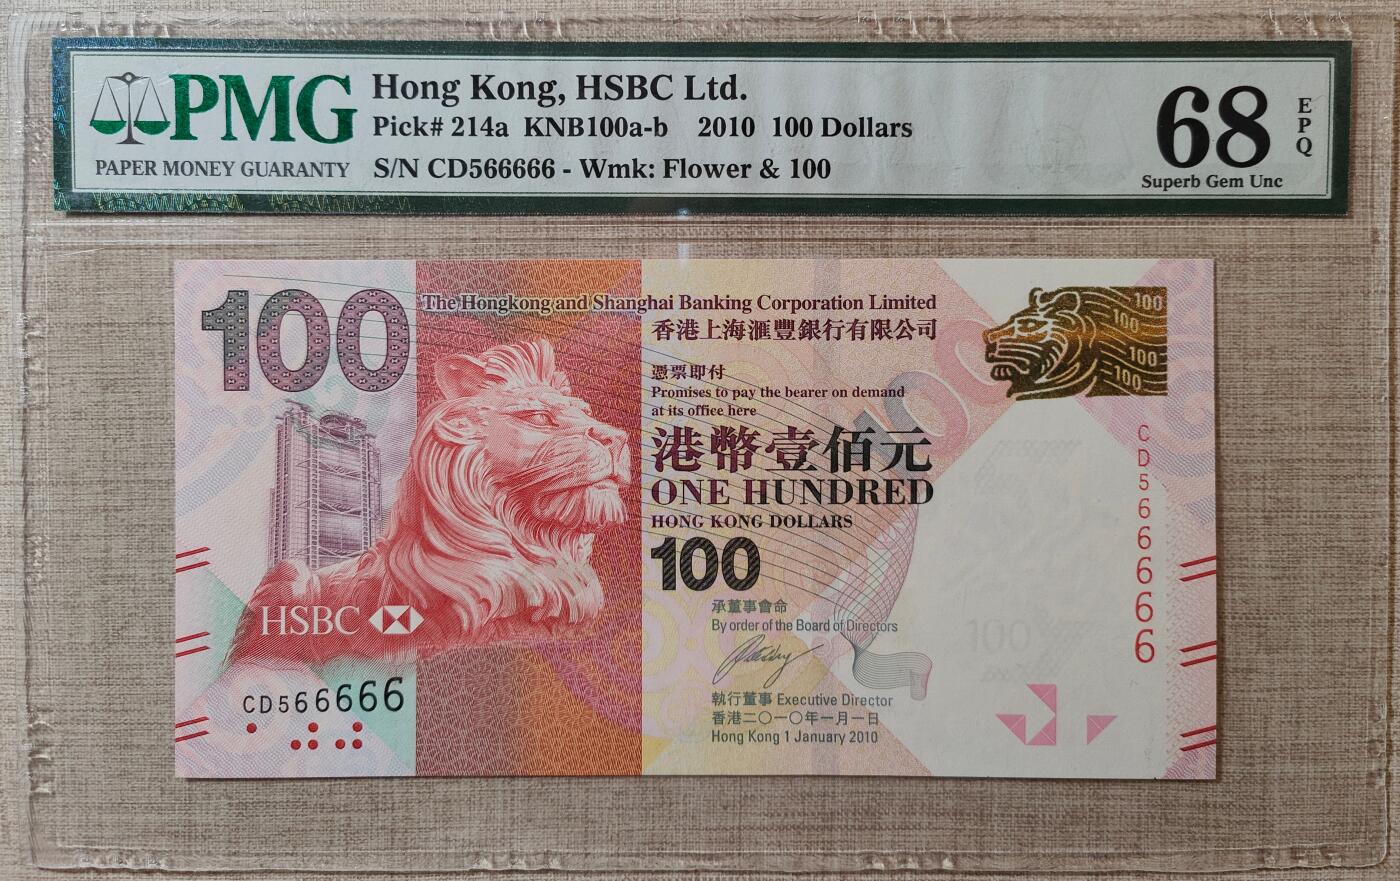 PMG
PAPER MONEY GUARANTY
Hong Kong, HSBC Ltd.
Pick# 214a KNB100a-b 2010 100 Dollars
S/N CD566666 - Wmk: Flower & 100
68
EPQ
Superb Gem Unc
100
The Hongkong and Shanghai Banking Corporation Limited
香港上海滙豐銀行有限公司
憑票即付
Promises to pay the bearer on demand
at its office here
港幣壹佰元
ONE HUNDRED
HONG KONG DOLLARS
100
承董事會命
By order of the Board of Directors
執行董事 Executive Director
香港二〇一〇年一月一日
Hong Kong 1 January 2010
HSBC
CD566666
100
100
100
100
CD566666
100
100